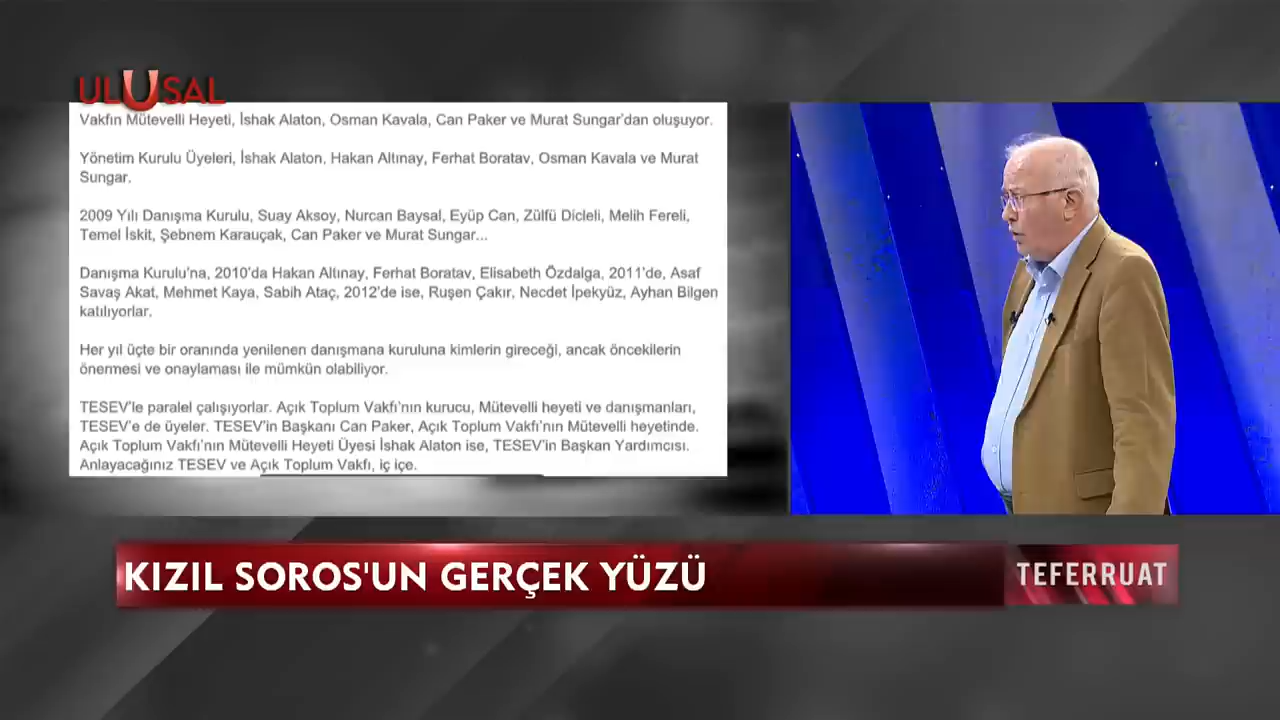 ULUSAL
Vakfın Mütevelli Heyeti, İshak Alaton, Osman Kavala, Can Paker ve Murat Sungar'dan oluşuyor.
Yönetim Kurulu Üyeleri, İshak Alaton, Hakan Altınay, Ferhat Boratav, Osman Kavala ve Murat
Sungar.
2009 Yılı Danışma Kurulu, Suay Aksoy, Nurcan Baysal, Eyüp Can, Zülfü Dicleli, Melih Fereli,
Temel İskit, Şebnem Karauçak, Can Paker ve Murat Sungar...
Danışma Kurulu'na, 2010'da Hakan Altınay, Ferhat Boratav, Elisabeth Özdalga, 2011'de, Asaf
Savaş Akat, Mehmet Kaya, Sabih Ataç, 2012'de ise, Ruşen Çakır, Necdet İpekyüz, Ayhan Bilgen
katılıyorlar.
Her yıl üçte bir oranında yenilenen danışmana kuruluna kimlerin gireceği, ancak öncekilerin
önermesi ve onaylaması ile mümkün olabiliyor.
TESEV'le paralel çalışıyorlar. Açık Toplum Vakfı'nın kurucu, Mütevelli heyeti ve danışmanları,
TESEV'e de üyeler. TESEV'in Başkanı Can Paker, Açık Toplum Vakfı'nın Mütevelli heyetinde.
Açık Toplum Vakfı'nın Mütevelli Heyeti Üyesi İshak Alaton ise, TESEV'in Başkan Yardımcısı.
Anlayacağınız TESEV ve Açık Toplum Vakfı, iç içe.
KIZIL SOROS'UN GERÇEK YÜZÜ
TEFERRUAT